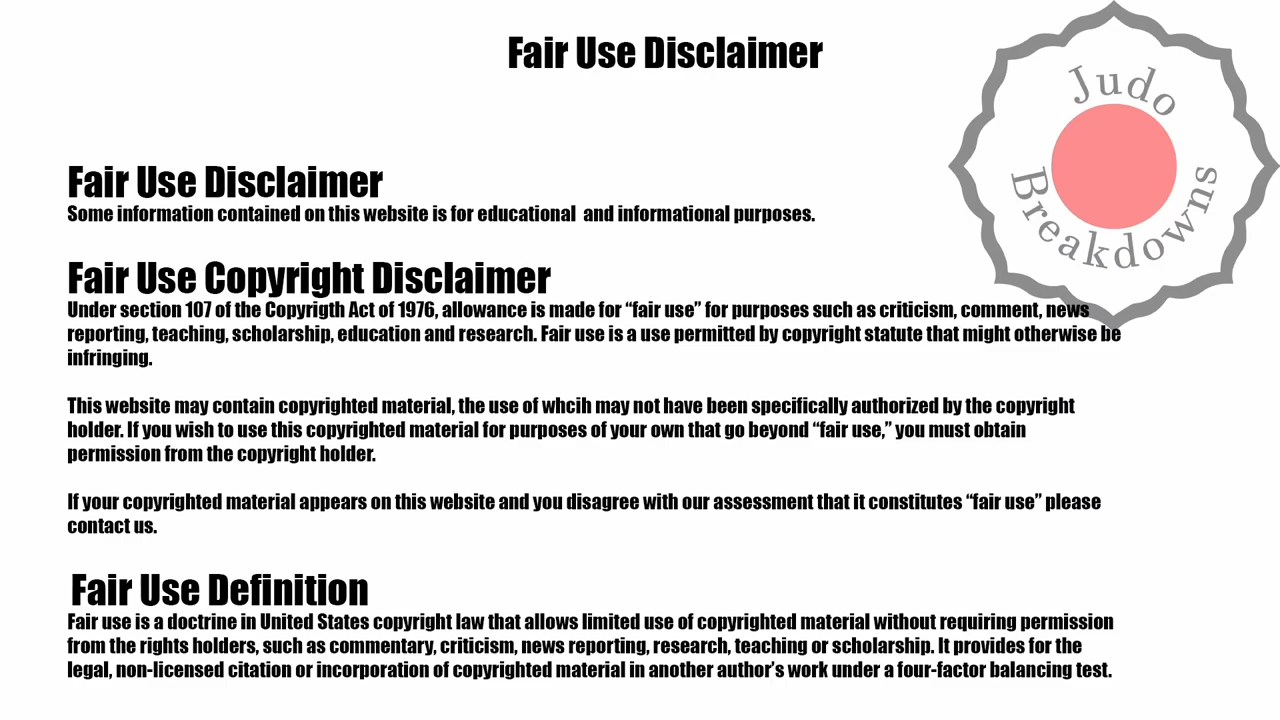 Fair Use Disclaimer
Judo
Breakdowns
Fair Use Disclaimer
Some information contained on this website is for educational  and informational purposes.
Fair Use Copyright Disclaimer
Under section 107 of the Copyrigth Act of 1976, allowance is made for “fair use” for purposes such as criticism, comment, news
reporting, teaching, scholarship, education and research. Fair use is a use permitted by copyright statute that might otherwise be
infringing.
This website may contain copyrighted material, the use of whcih may not have been specifically authorized by the copyright
holder. If you wish to use this copyrighted material for purposes of your own that go beyond “fair use,” you must obtain
permission from the copyright holder.
If your copyrighted material appears on this website and you disagree with our assessment that it constitutes “fair use” please
contact us.
Fair Use Definition
Fair use is a doctrine in United States copyright law that allows limited use of copyrighted material without requiring permission
from the rights holders, such as commentary, criticism, news reporting, research, teaching or scholarship. It provides for the
legal, non-licensed citation or incorporation of copyrighted material in another author’s work under a four-factor balancing test.